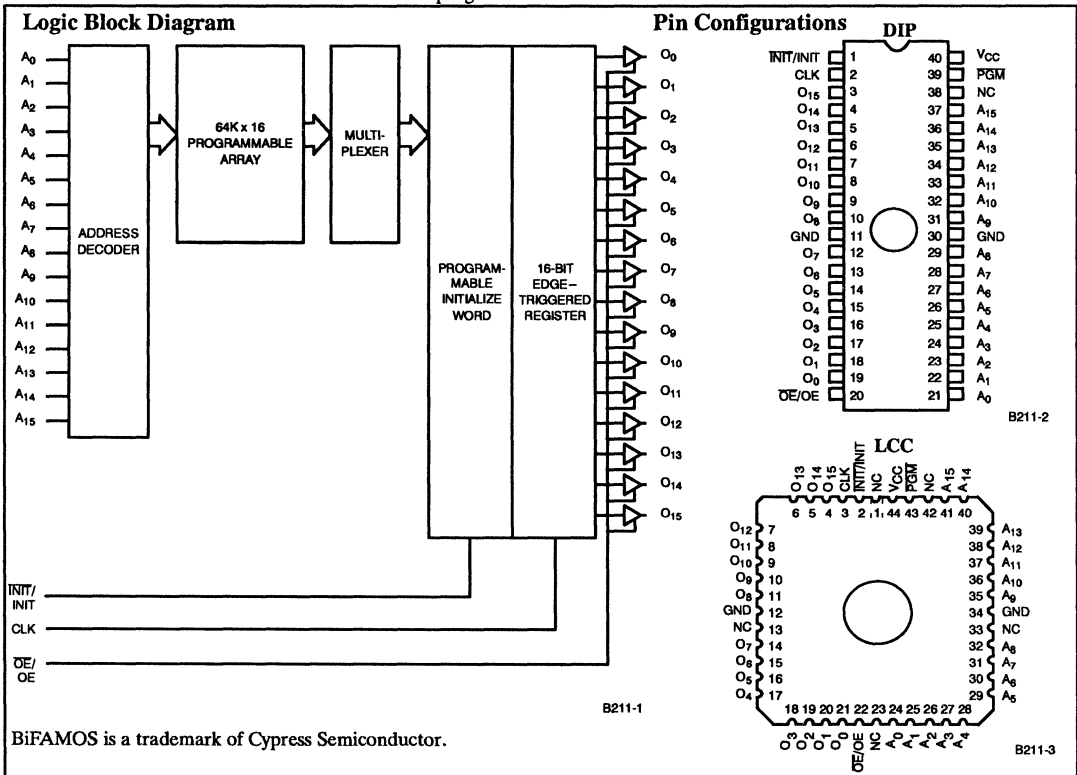 Logic Block Diagram
A0
A1
A2
A3
A4
A5
A6
A7
A8
A9
A10
A11
A12
A13
A14
A15
ADDRESS
DECODER
64K x 16
PROGRAMMABLE
ARRAY
MULTI-
PLEXER
PROGRAM-
MABLE
INITIALIZE
WORD
16-BIT
EDGE-
TRIGGERED
REGISTER
O0
O1
O2
O3
O4
O5
O6
O7
O8
O9
O10
O11
O12
O13
O14
O15
INIT/
INIT
CLK
OE/
OE
B211-1
BiFAMOS is a trademark of Cypress Semiconductor.
Pin Configurations
DIP
INIT/INIT 1 40 VCC
CLK 2 39 PGM
O15 3 38 NC
O14 4 37 A15
O13 5 36 A14
O12 6 35 A13
O11 7 34 A12
O10 8 33 A11
O9 9 32 A10
O8 10 31 A9
GND 11 30 GND
O7 12 29 A8
O6 13 28 A7
O5 14 27 A6
O4 15 26 A5
O3 16 25 A4
O2 17 24 A3
O1 18 23 A2
O0 19 22 A1
OE/OE 20 21 A0
B211-2
LCC
O13 O14 O15 CLK INIT/INIT NC VCC PGM NC A15 A14
6 5 4 3 2 1 44 43 42 41 40
O12 7 39 A13
O11 8 38 A12
O10 9 37 A11
O9 10 36 A10
O8 11 35 A9
GND 12 34 GND
NC 13 33 NC
O7 14 32 A8
O6 15 31 A7
O5 16 30 A6
O4 17 29 A5
18 19 20 21 22 23 24 25 26 27 28
O3 O2 O1 O0 OE/OE NC A0 A1 A2 A3 A4
B211-3